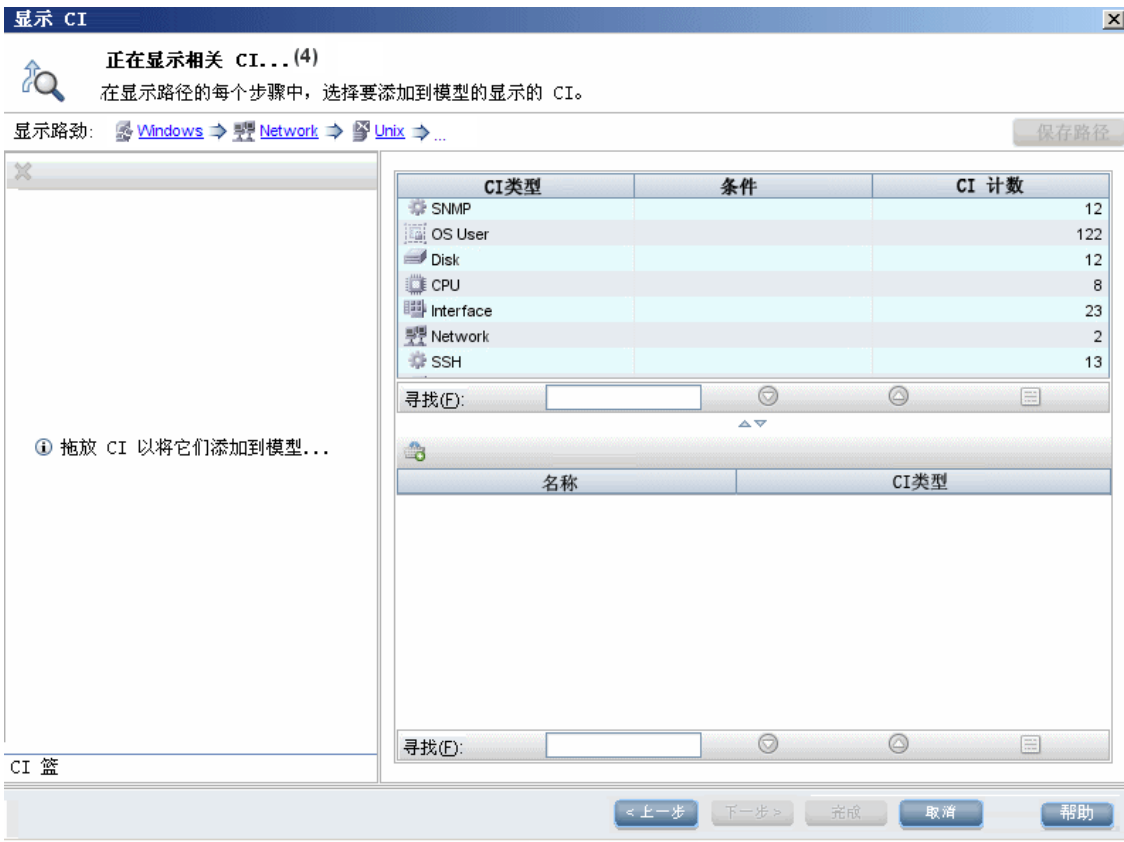 显示 CI
正在显示相关 CI...(4)
在显示路径的每个步骤中，选择要添加到模型的显示的 CI。
显示路劲: Windows Network Unix ...
保存路径
CI类型 条件 CI 计数
SNMP 12
OS User 122
Disk 12
CPU 8
Interface 23
Network 2
SSH 13
寻找(F):
拖放 CI 以将它们添加到模型...
名称 CI类型
寻找(F):
CI 篮
<上一步 下一步> 完成 取消 帮助